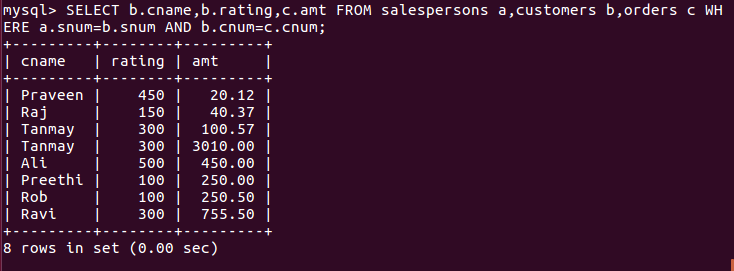 mysql> SELECT b.cname,b.rating,c.amt FROM salespersons a,customers b,orders c WH
ERE a.snum=b.snum AND b.cnum=c.cnum;
+---------+--------+---------+
| cname   | rating | amt     |
+---------+--------+---------+
| Praveen |    450 |   20.12 |
| Raj     |    150 |   40.37 |
| Tanmay  |    300 |  100.57 |
| Tanmay  |    300 | 3010.00 |
| Ali     |    500 |  450.00 |
| Preethi |    100 |  250.00 |
| Rob     |    100 |  250.50 |
| Ravi    |    300 |  755.50 |
+---------+--------+---------+
8 rows in set (0.00 sec)